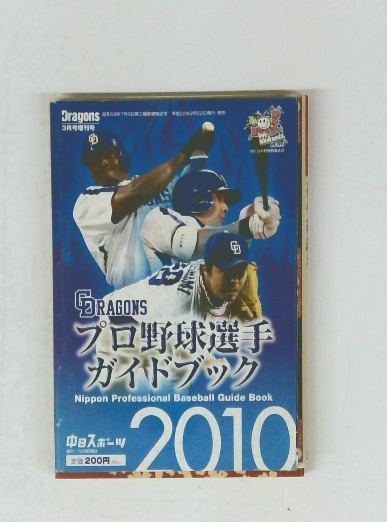 Dragons
3月号増刊号
CD
DRAGONS
プロ野球選手
ガイドブック
Nippon Professional Baseball Guide Book
2010
中日スポーツ
定価 200円